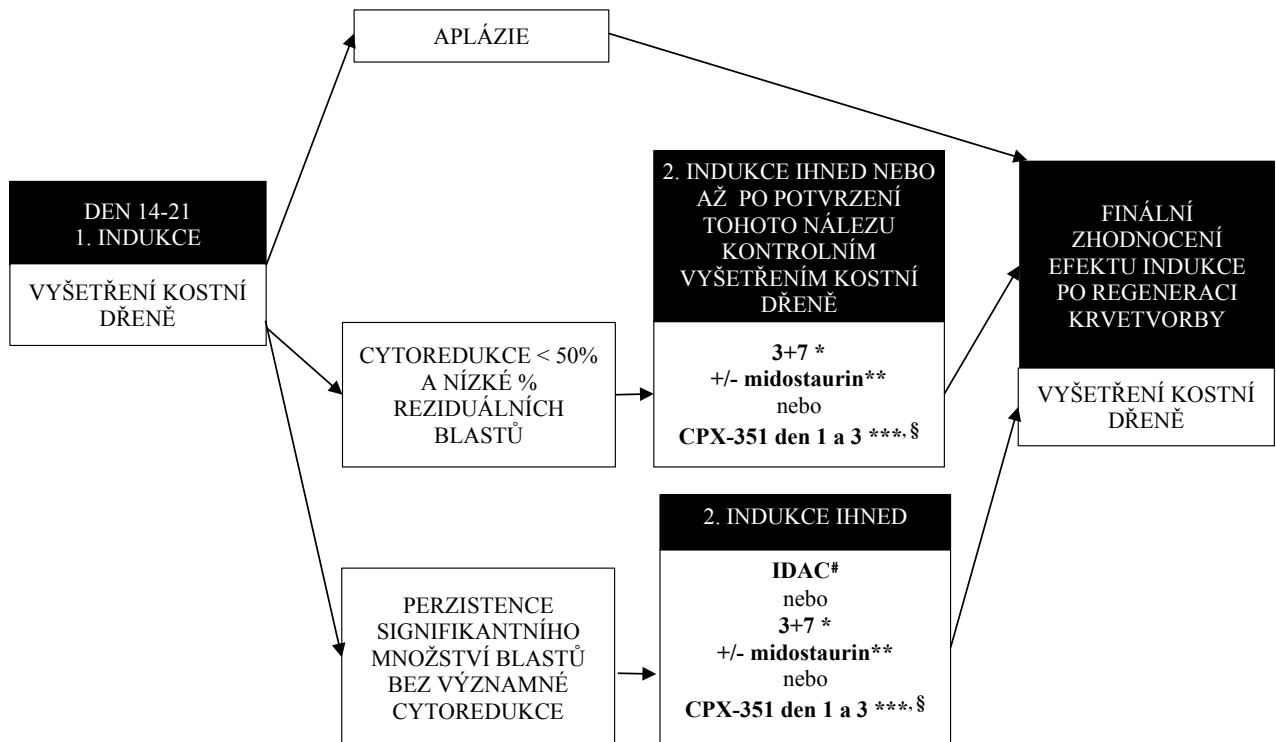 APLÁZIE
DEN 14-21
1. INDUKCE
VYŠETŘENÍ KOSTNÍ
DŘENĚ
CYTOREDUKCE < 50%
A NÍZKÉ %
REZIDUÁLNÍCH
BLASTŮ
PERZISTENCE
SIGNIFIKANTNÍHO
MNOŽSTVÍ BLASTŮ
BEZ VÝZNAMNÉ
CYTOREDUKCE
2. INDUKCE IHNED NEBO
AŽ PO POTVRZENÍ
TOHOTO NÁLEZU
KONTROLNÍM
VYŠETŘENÍM KOSTNÍ
DŘENĚ
3+7 *
+/- midostaurin**
nebo
CPX-351 den 1 a 3 ***, §
2. INDUKCE IHNED
IDAC#
nebo
3+7 *
+/- midostaurin**
nebo
CPX-351 den 1 a 3 ***, §
FINÁLNÍ
ZHODNOCENÍ
EFEKTU INDUKCE
PO REGENERACI
KRVETVORBY
VYŠETŘENÍ KOSTNÍ
DŘENĚ